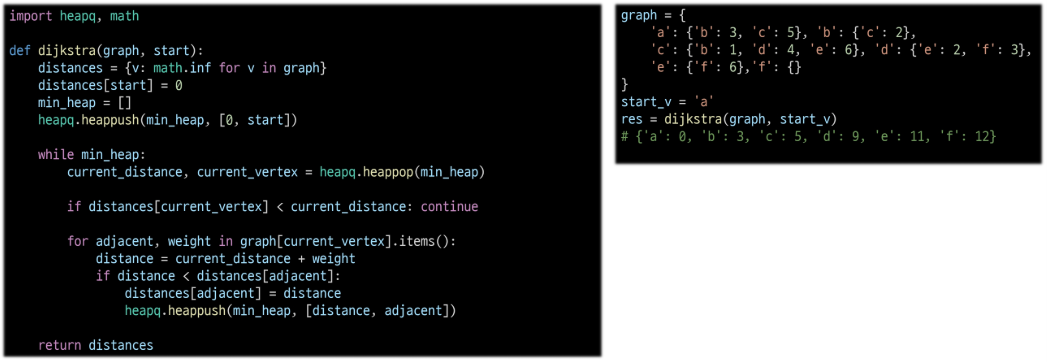 import heapq, math
def dijkstra(graph, start):
    distances = {v: math.inf for v in graph}
    distances[start] = 0
    min_heap = []
    heapq.heappush(min_heap, [0, start])
    while min_heap:
        current_distance, current_vertex = heapq.heappop(min_heap)
        if distances[current_vertex] < current_distance: continue
        for adjacent, weight in graph[current_vertex].items():
            distance = current_distance + weight
            if distance < distances[adjacent]:
                distances[adjacent] = distance
                heapq.heappush(min_heap, [distance, adjacent])
    return distances
graph = {
    'a': {'b': 3, 'c': 5}, 'b': {'c': 2},
    'c': {'b': 1, 'd': 4, 'e': 6}, 'd': {'e': 2, 'f': 3},
    'e': {'f': 6},'f': {}
}
start_v = 'a'
res = dijkstra(graph, start_v)
# {'a': 0, 'b': 3, 'c': 5, 'd': 9, 'e': 11, 'f': 12}